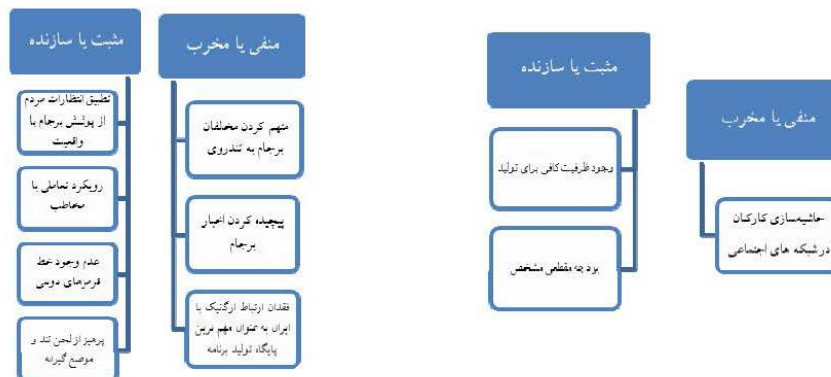 مثبت یا سازنده
تطبیق انتظارات مردم
از پوشش برجام با
واقعیت
رویکرد تعاملی با
مخاطب
عدم وجود خط
قرمزهای دولتی
پرهیز از لحن تند و
موضع گیرانه
منفی یا مخرب
متهم کردن مخالفان
برجام به تندروی
پیچیده کردن اخبار
برجام
فقدان ارتباط ارگانیک با
ایران به عنوان مهم ترین
پایگاه تولید برنامه
مثبت یا سازنده
وجود ظرفیت کافی برای تولید
بودجه مقطعی مشخص
منفی یا مخرب
حاشیه‌سازی کارکنان
در شبکه های اجتماعی